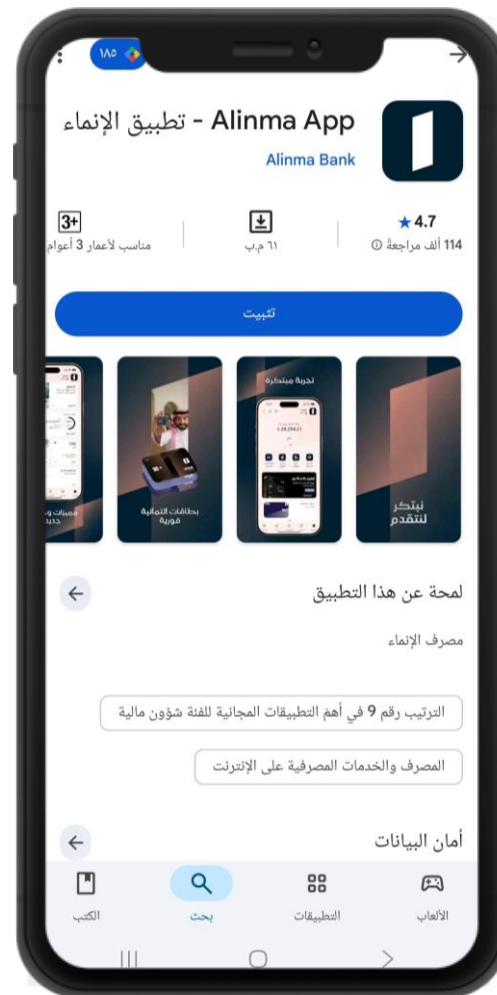 ١٨٥
Alinma App - تطبيق الإنماء
Alinma Bank
4.7 ★
114 ألف مراجعةً
٦١ م.ب
3+
مناسب لأعمار 3 أعوام
تثبيت
نبتكر
لنتقدم
تجربة مبتكرة
بطاقات ائتمانية
فورية
لمحة عن هذا التطبيق
مصرف الإنماء
الترتيب رقم 9 في أهمّ التطبيقات المجانية للفئة شؤون مالية
المصرف والخدمات المصرفية على الإنترنت
أمان البيانات
الألعاب
التطبيقات
بحث
الكتب